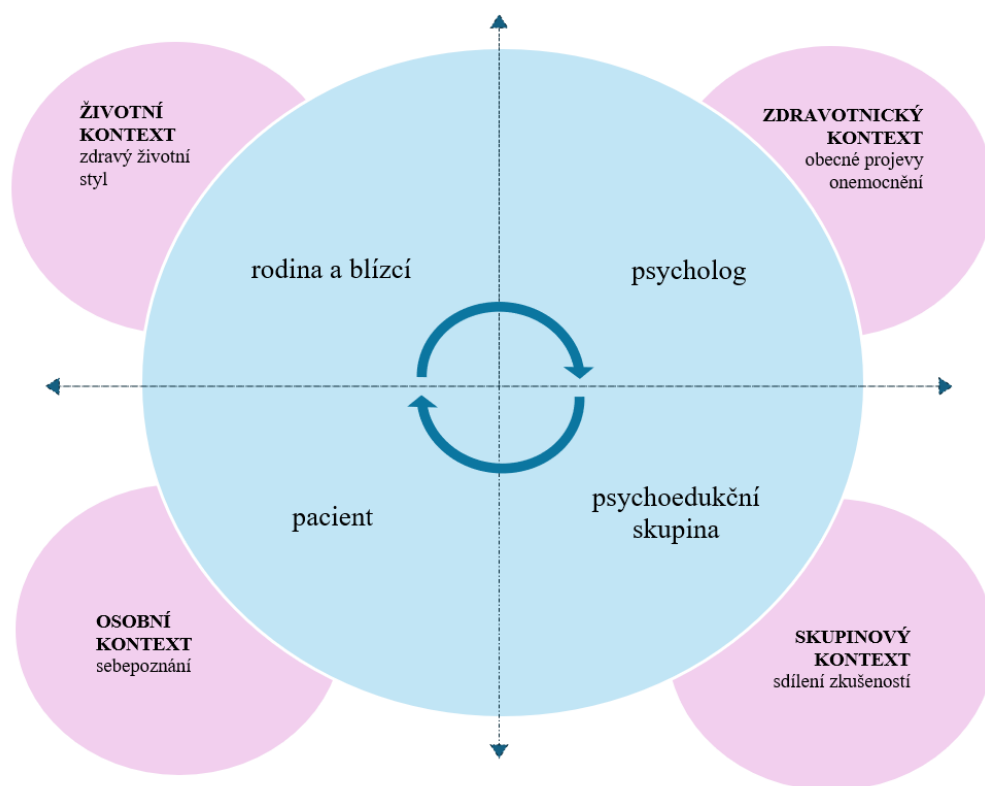 ŽIVOTNÍ
KONTEXT
zdravý životní
styl
ZDRAVOTNICKÝ
KONTEXT
obecné projevy
onemocnění
rodina a blízcí
psycholog
pacient
psychoedukční
skupina
OSOBNÍ
KONTEXT
sebepoznání
SKUPINOVÝ
KONTEXT
sdílení zkušeností